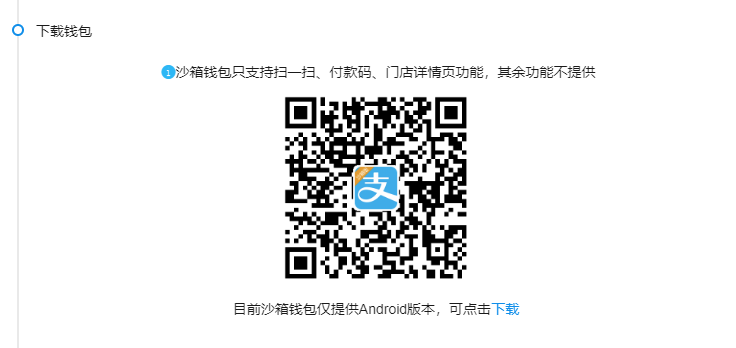 下载钱包
1沙箱钱包只支持扫一扫、付款码、门店详情页功能，其余功能不提供
支
目前沙箱钱包仅提供Android版本，可点击下载